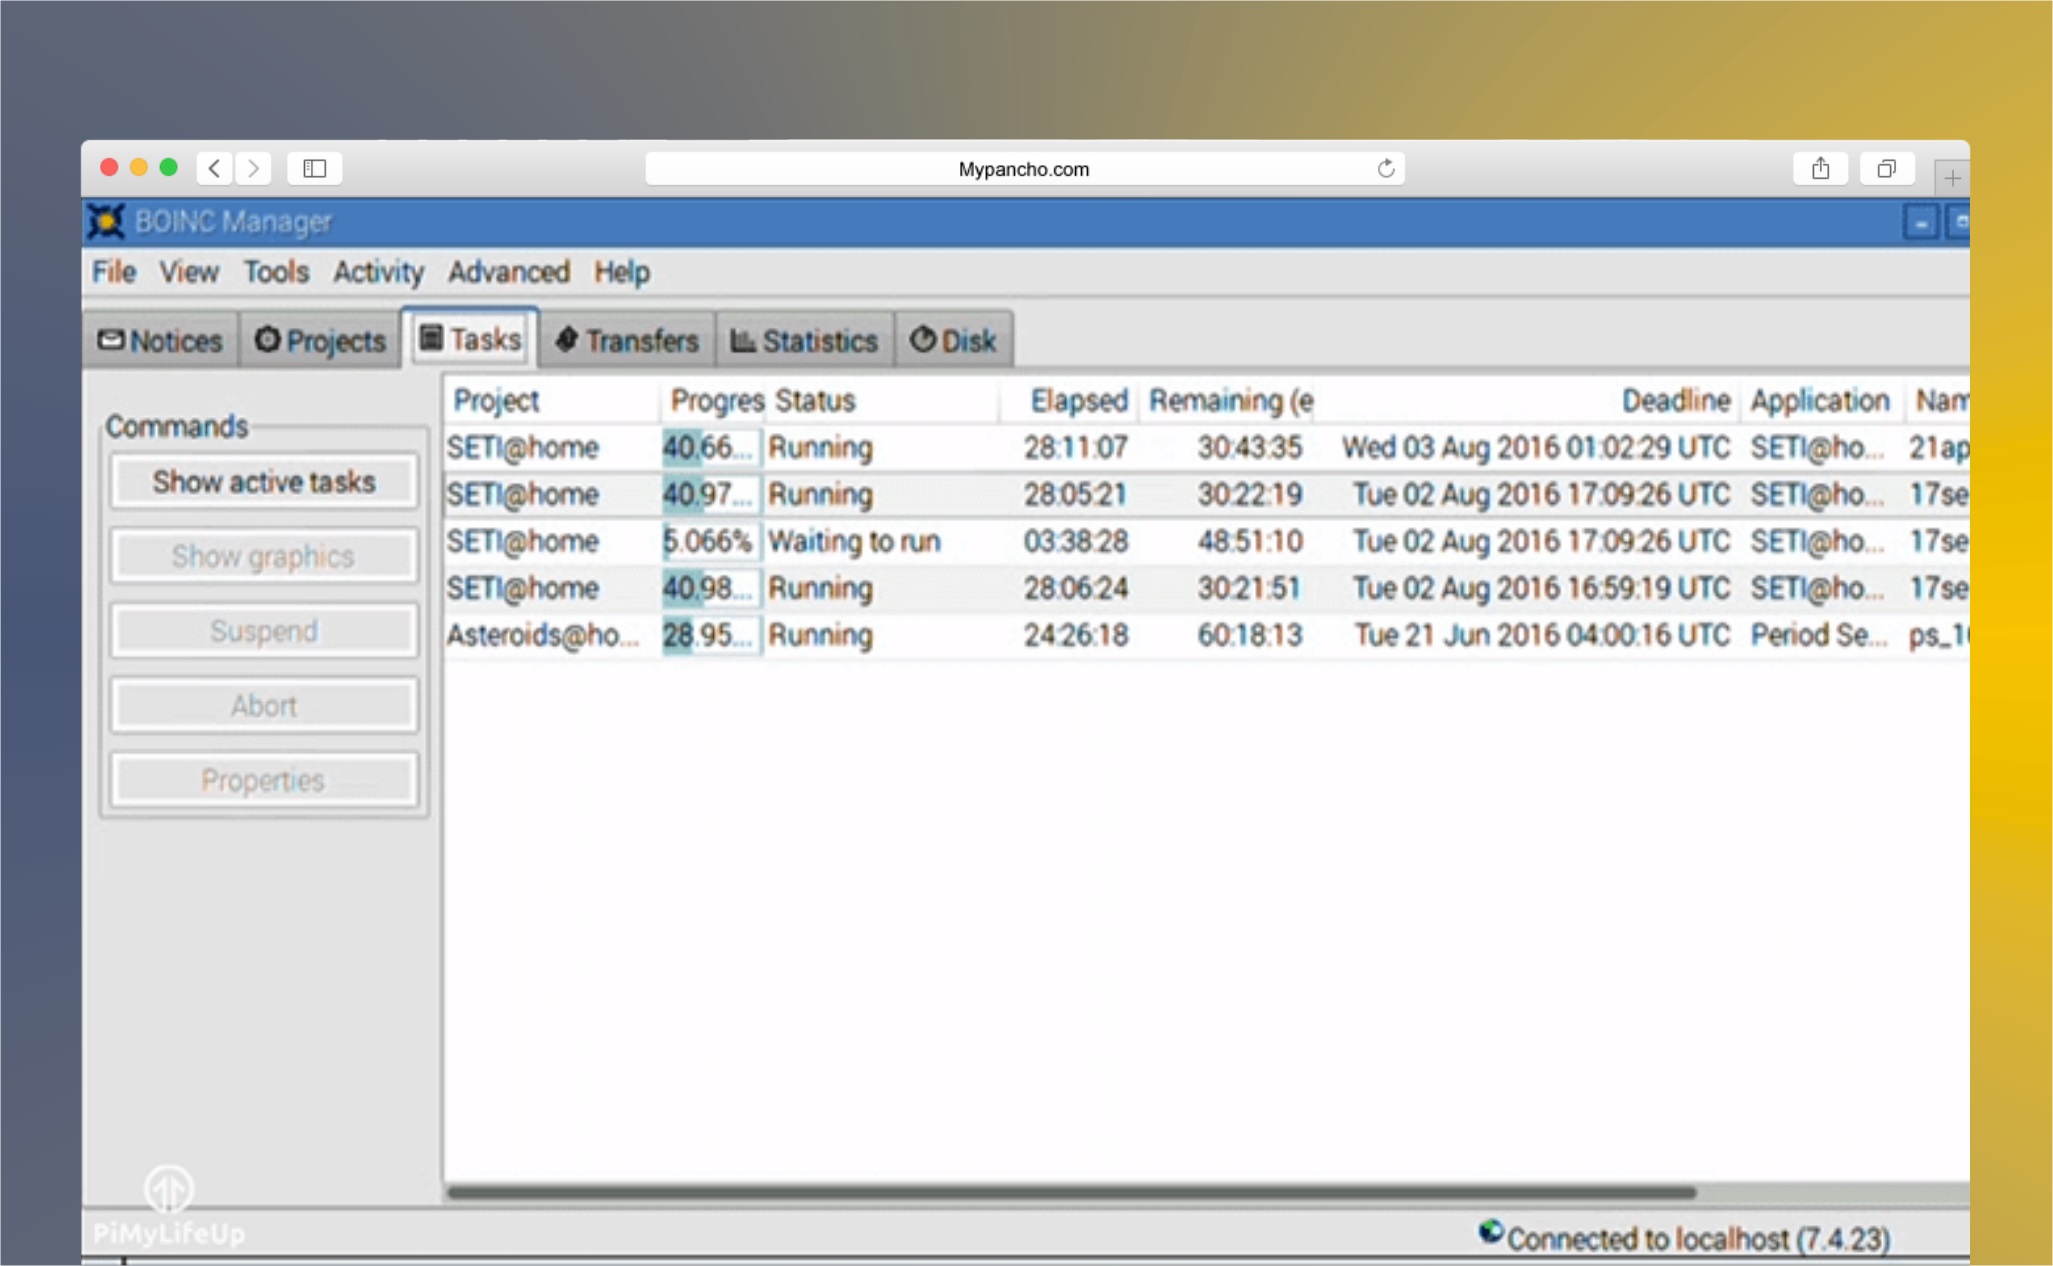 Mypancho.com
BOINC Manager
File View Tools Activity Advanced Help
Notices Projects Tasks Transfers Statistics Disk
Commands
Show active tasks
Show graphics
Suspend
Abort
Properties
Project Progres Status Elapsed Remaining (e Deadline Application Nam
SETI@home 40.66... Running 28:11:07 30:43:35 Wed 03 Aug 2016 01:02:29 UTC SETI@ho... 21ap
SETI@home 40.97... Running 28:05:21 30:22:19 Tue 02 Aug 2016 17:09:26 UTC SETI@ho... 17se
SETI@home 5.066% Waiting to run 03:38:28 48:51:10 Tue 02 Aug 2016 17:09:26 UTC SETI@ho... 17se
SETI@home 40.98... Running 28:06:24 30:21:51 Tue 02 Aug 2016 16:59:19 UTC SETI@ho... 17se
Asteroids@ho... 28.95... Running 24:26:18 60:18:13 Tue 21 Jun 2016 04:00:16 UTC Period Se... ps_1
PiMyLifeUp
Connected to localhost (7.4.23)